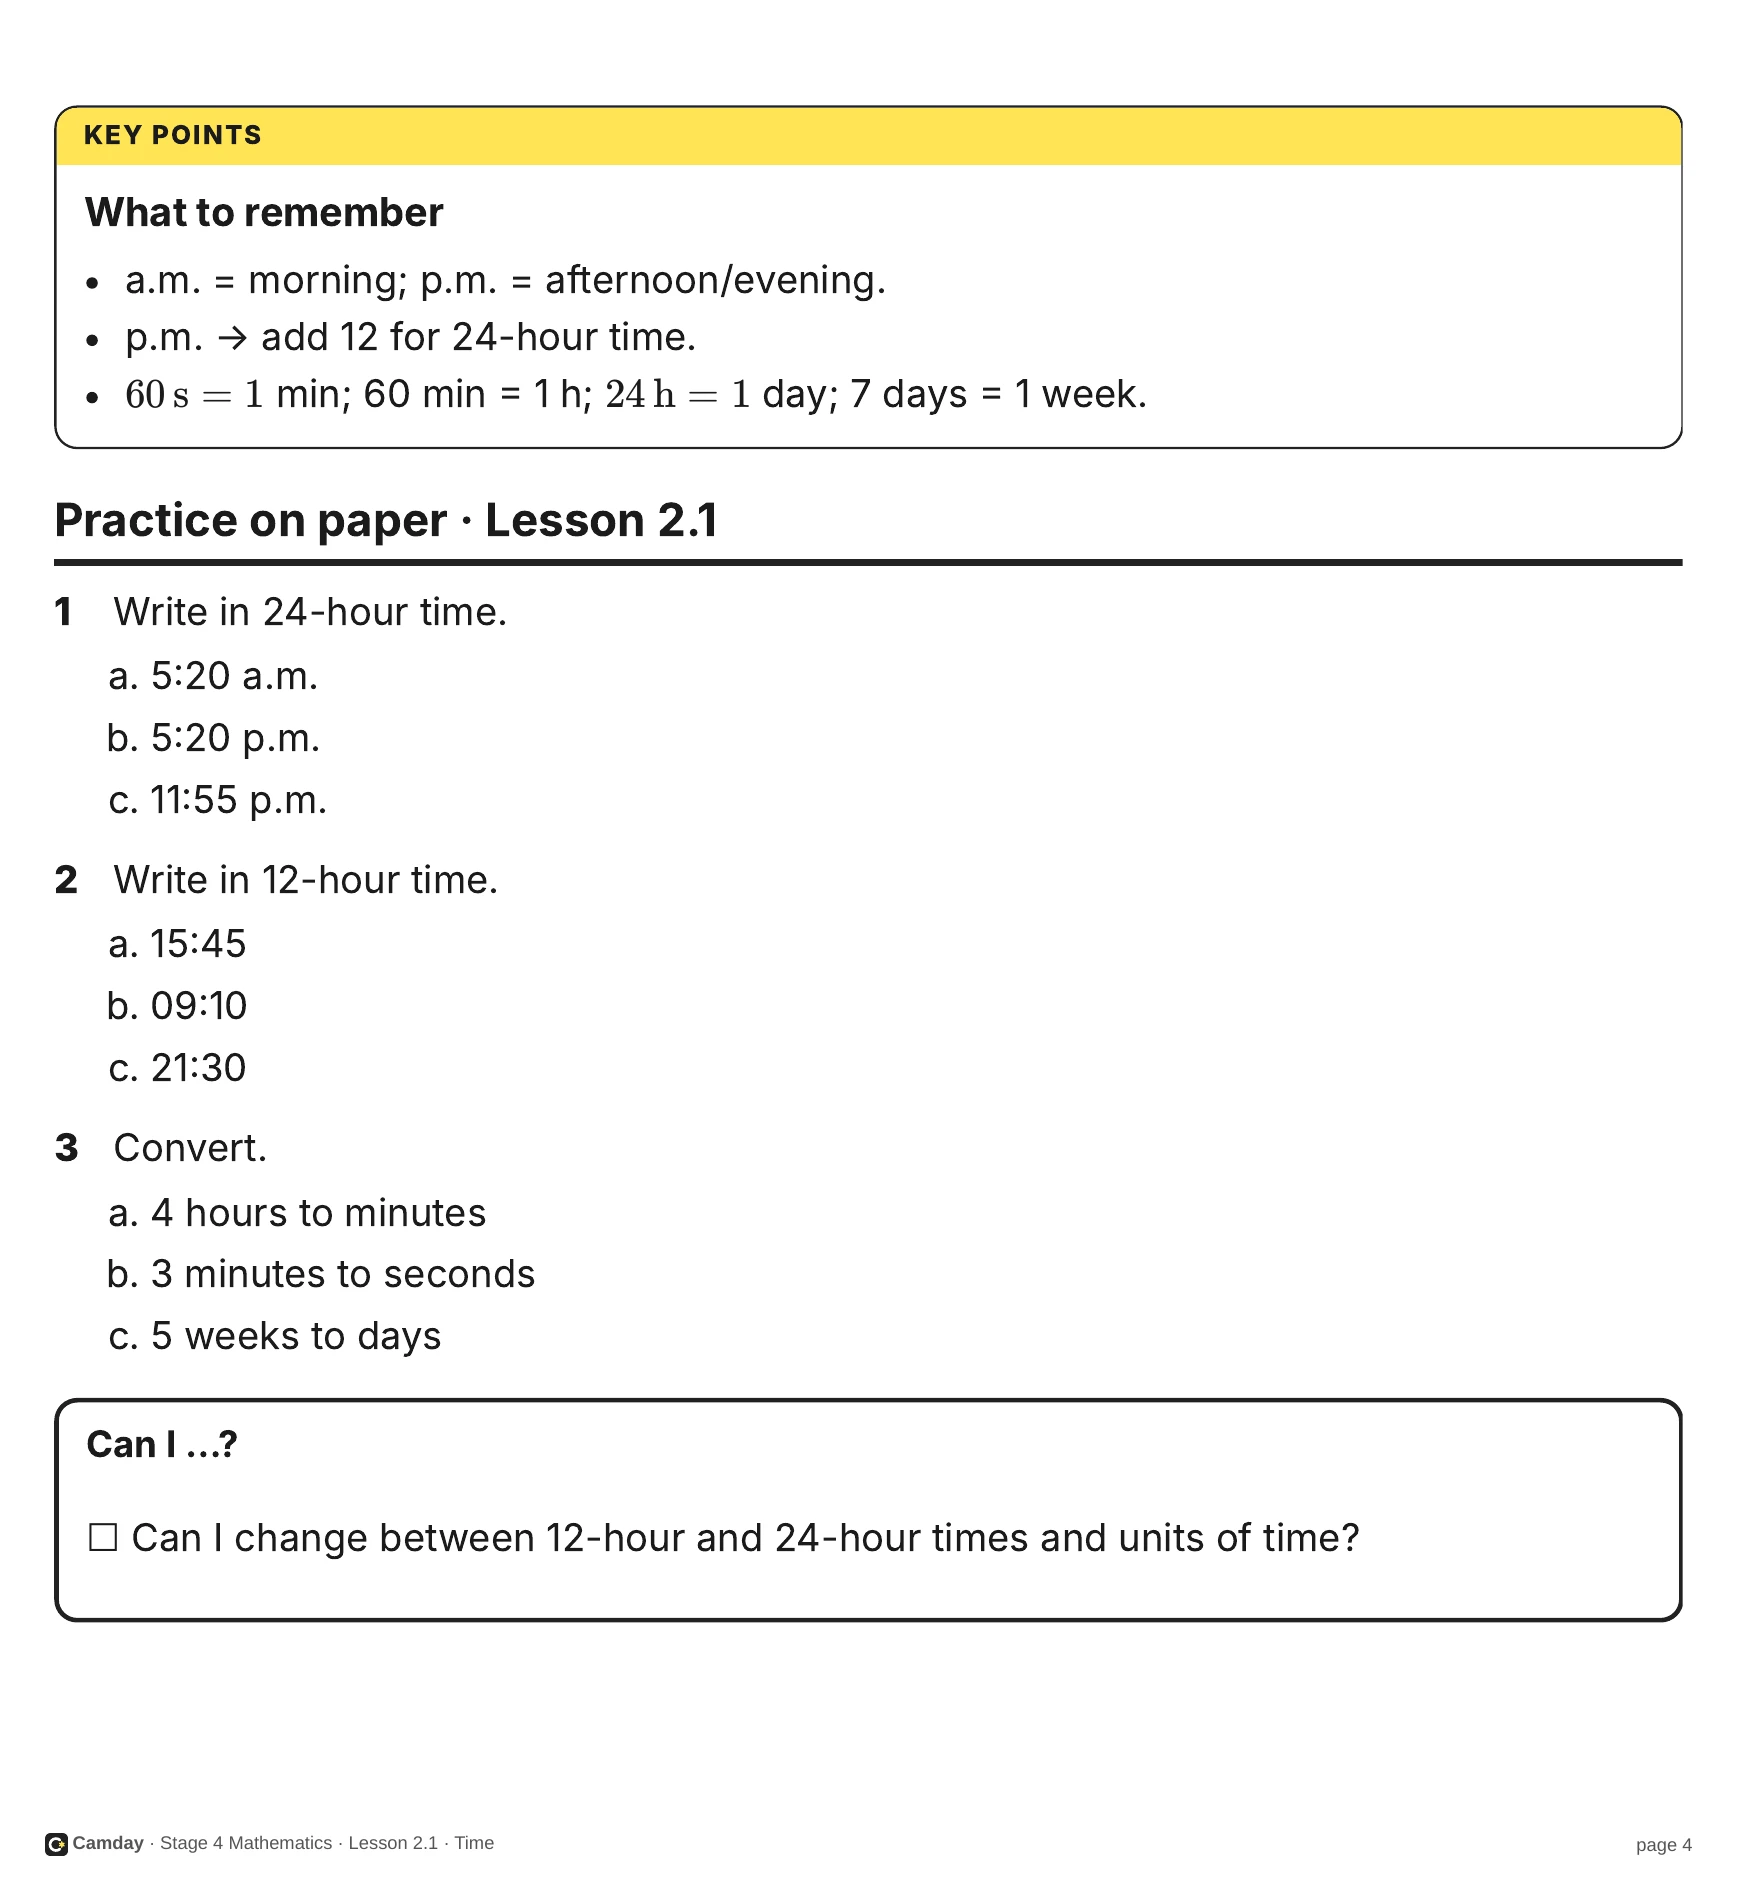 KEY POINTS
What to remember
• a.m. = morning; p.m. = afternoon/evening.
• p.m. → add 12 for 24-hour time.
• 60 s = 1 min; 60 min = 1 h; 24 h = 1 day; 7 days = 1 week.
Practice on paper · Lesson 2.1
1 Write in 24-hour time.
a. 5:20 a.m.
b. 5:20 p.m.
c. 11:55 p.m.
2 Write in 12-hour time.
a. 15:45
b. 09:10
c. 21:30
3 Convert.
a. 4 hours to minutes
b. 3 minutes to seconds
c. 5 weeks to days
Can I …?
☐ Can I change between 12-hour and 24-hour times and units of time?
Camday · Stage 4 Mathematics · Lesson 2.1 · Time
page 4